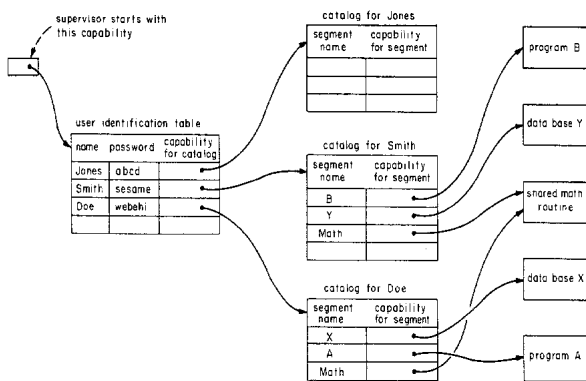 supervisor starts with
this capability
user identification table
name password capability
for catalog
Jones abcd
Smith sesame
Doe webehi
catalog for Jones
segment capability
name for segment
catalog for Smith
segment capability
name for segment
B
Y
Math
catalog for Doe
segment capability
name for segment
X
A
Math
program B
data base Y
shared math
routine
data base X
program A